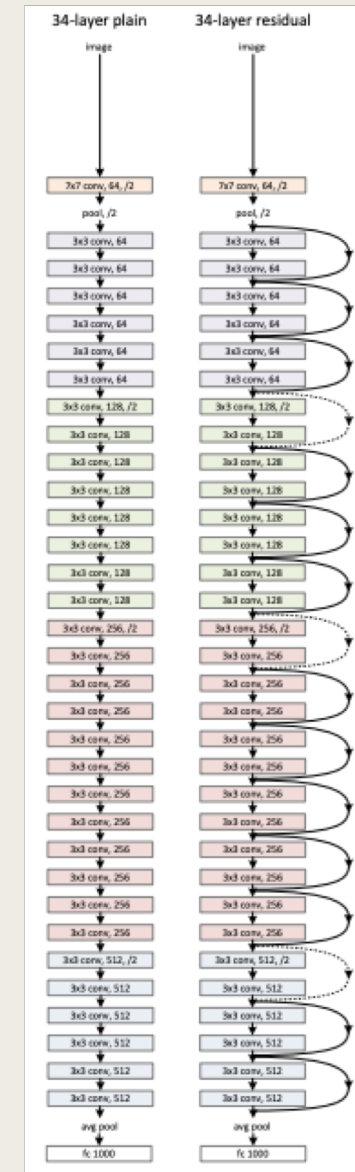 34-layer plain
image
7x7 conv, 64, /2
pool, /2
3x3 conv, 64
3x3 conv, 64
3x3 conv, 64
3x3 conv, 64
3x3 conv, 64
3x3 conv, 64
3x3 conv, 128, /2
3x3 conv, 128
3x3 conv, 128
3x3 conv, 128
3x3 conv, 128
3x3 conv, 128
3x3 conv, 128
3x3 conv, 128
3x3 conv, 256, /2
3x3 conv, 256
3x3 conv, 256
3x3 conv, 256
3x3 conv, 256
3x3 conv, 256
3x3 conv, 256
3x3 conv, 256
3x3 conv, 256
3x3 conv, 256
3x3 conv, 256
3x3 conv, 256
3x3 conv, 512, /2
3x3 conv, 512
3x3 conv, 512
3x3 conv, 512
3x3 conv, 512
3x3 conv, 512
avg pool
fc 1000
34-layer residual
image
7x7 conv, 64, /2
pool, /2
3x3 conv, 64
3x3 conv, 64
3x3 conv, 64
3x3 conv, 64
3x3 conv, 64
3x3 conv, 64
3x3 conv, 128, /2
3x3 conv, 128
3x3 conv, 128
3x3 conv, 128
3x3 conv, 128
3x3 conv, 128
3x3 conv, 128
3x3 conv, 128
3x3 conv, 256, /2
3x3 conv, 256
3x3 conv, 256
3x3 conv, 256
3x3 conv, 256
3x3 conv, 256
3x3 conv, 256
3x3 conv, 256
3x3 conv, 256
3x3 conv, 256
3x3 conv, 256
3x3 conv, 256
3x3 conv, 512, /2
3x3 conv, 512
3x3 conv, 512
3x3 conv, 512
3x3 conv, 512
3x3 conv, 512
avg pool
fc 1000